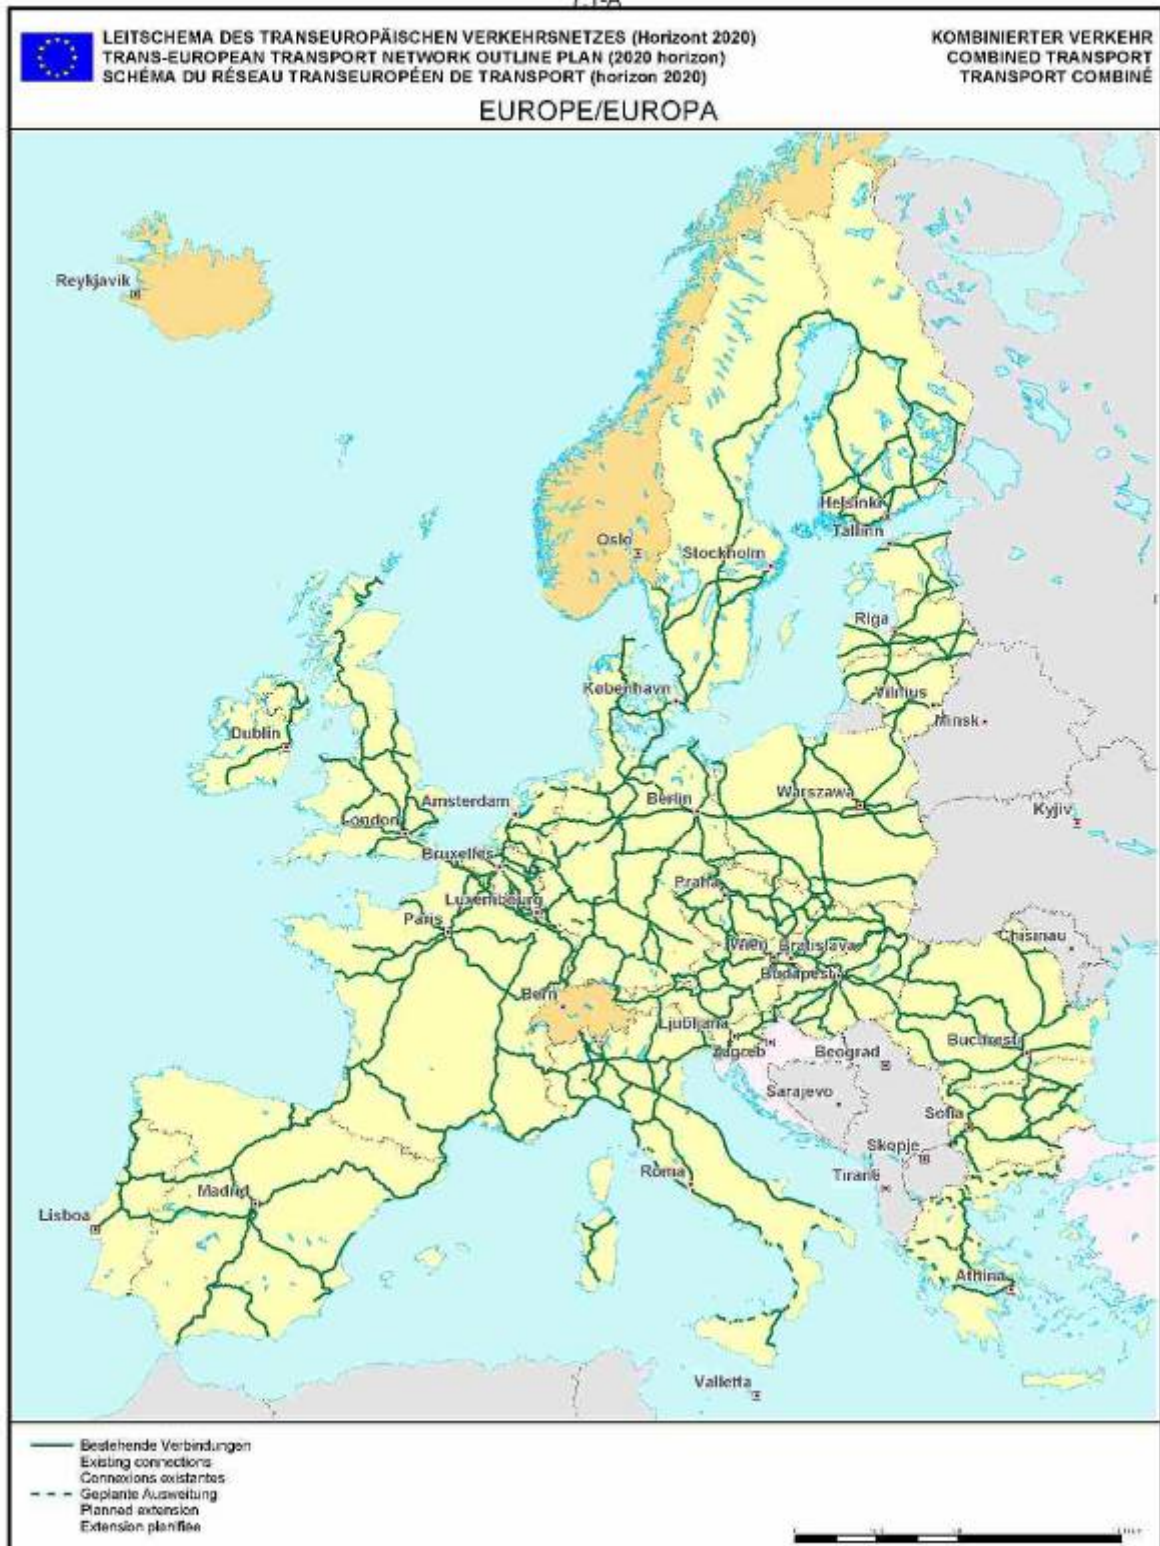 7.1-A
LEITSCHEMA DES TRANSEUROPÄISCHEN VERKEHRSNETZES (Horizont 2020)
TRANS-EUROPEAN TRANSPORT NETWORK OUTLINE PLAN (2020 horizon)
SCHÉMA DU RÉSEAU TRANSEUROPÉEN DE TRANSPORT (horizon 2020)
KOMBINIERTER VERKEHR
COMBINED TRANSPORT
TRANSPORT COMBINÉ
EUROPE/EUROPA
Reykjavik
Helsinki
Tallinn
Oslo
Stockholm
Riga
København
Vilnius
Minsk
Dublin
Amsterdam
Berlin
Warszawa
Kyjiv
London
Bruxelles
Praha
Luxembourg
Paris
Wien
Bratislava
Chisinau
Budapest
Bern
Ljubljana
Zagreb
Beograd
Bucuresti
Sarajevo
Sofia
Skopje
Roma
Tiranë
Madrid
Lisboa
Athina
Valletta
Bestehende Verbindungen
Existing connections
Connexions existantes
Geplante Ausweitung
Planned extension
Extension planifiée